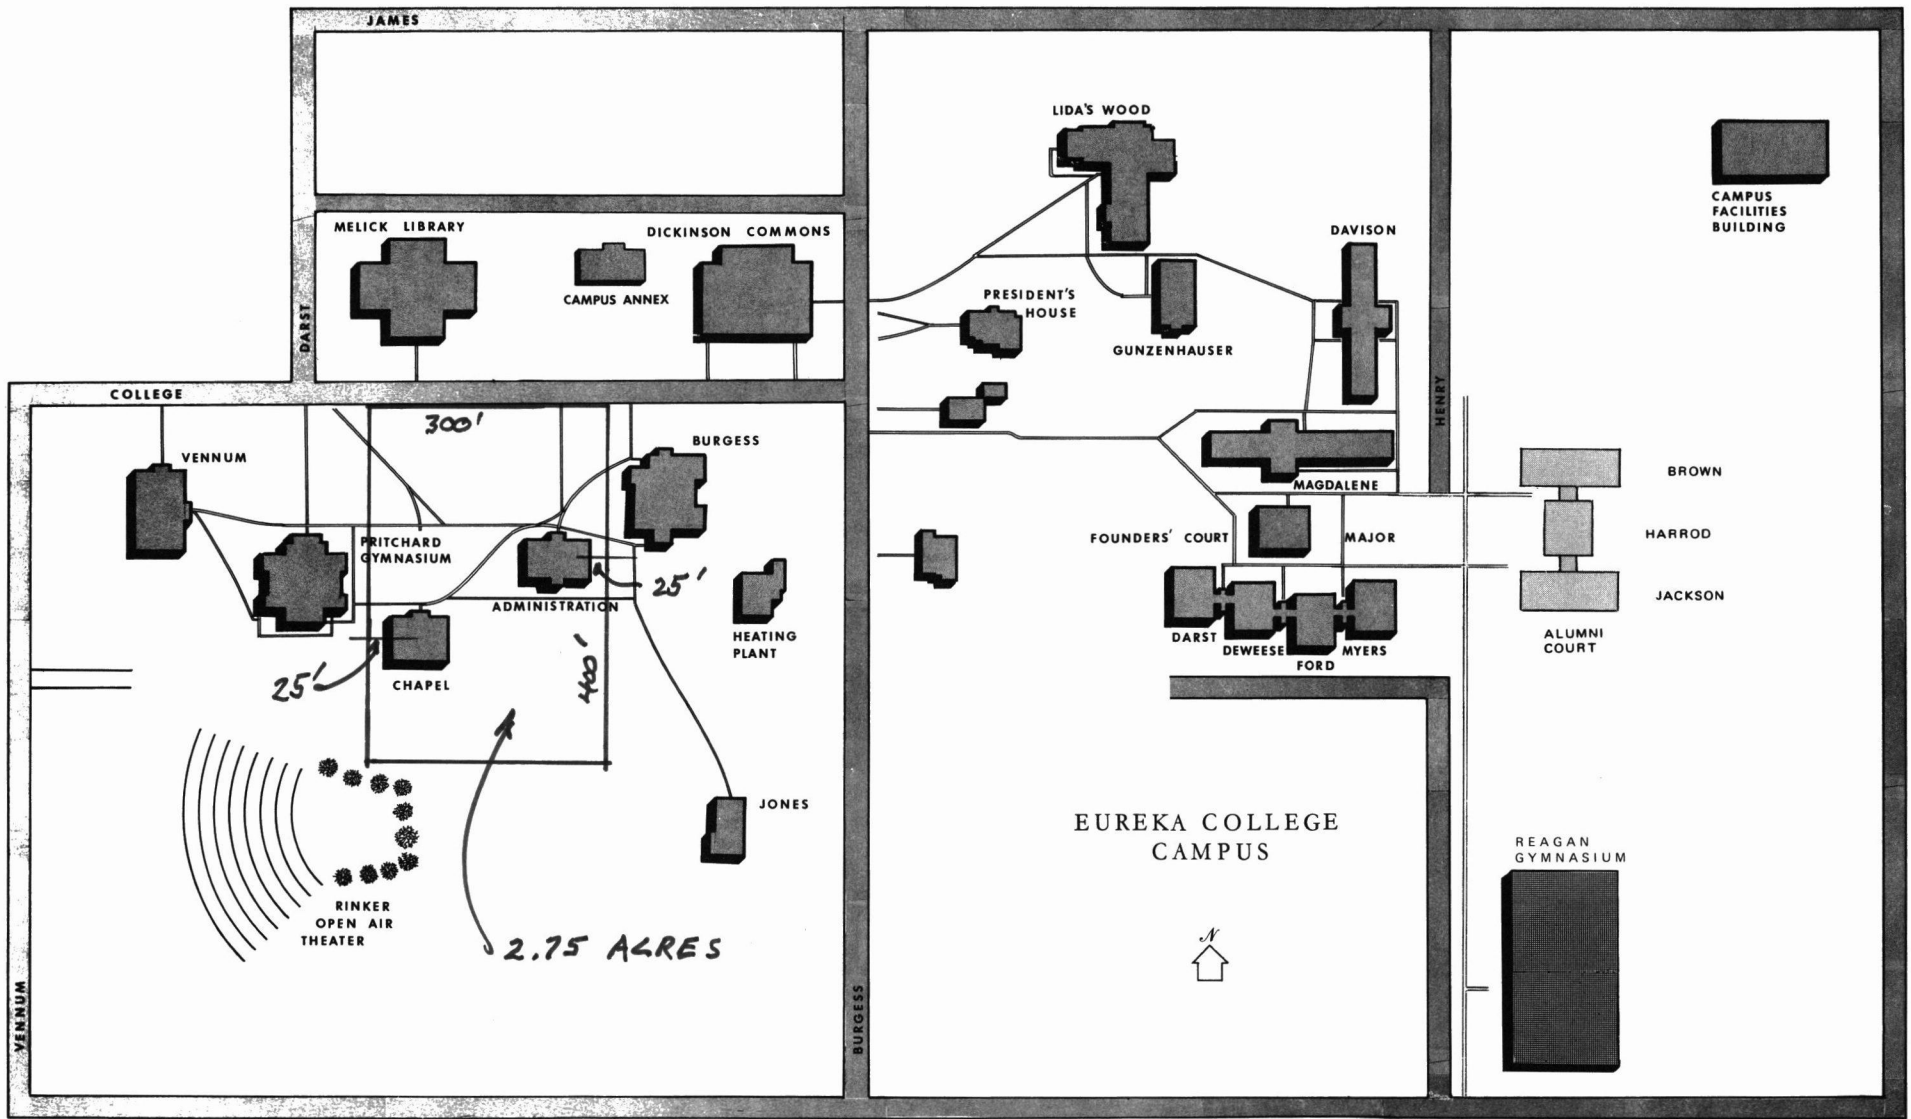 JAMES
LIDA'S WOOD
CAMPUS
FACILITIES
BUILDING
MELICK LIBRARY
DICKINSON COMMONS
DAVISON
CAMPUS ANNEX
PRESIDENT'S
HOUSE
DARST
GUNZENHAUSER
COLLEGE
HENRY
300'
BURGESS
VENNUM
BROWN
MAGDALENE
PRITCHARD
GYMNASIUM
FOUNDERS' COURT
MAJOR
HARROD
25'
ADMINISTRATION
JACKSON
HEATING
PLANT
DARST
DEWEESE
MYERS
FORD
ALUMNI
COURT
400'
25'
CHAPEL
JONES
EUREKA COLLEGE
CAMPUS
REAGAN
GYMNASIUM
RINKER
OPEN AIR
THEATER
2.75 ACRES
N
VENNUM
BURGESS